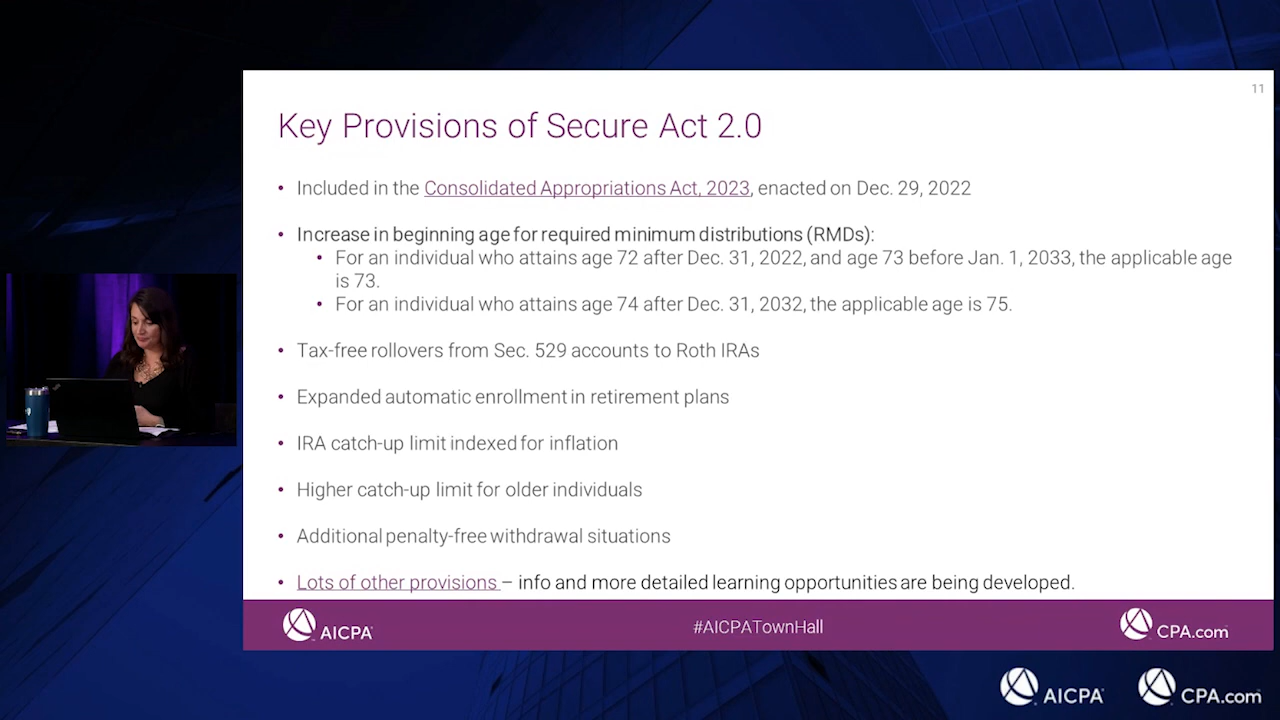 11
Key Provisions of Secure Act 2.0
• Included in the Consolidated Appropriations Act, 2023, enacted on Dec. 29, 2022
• Increase in beginning age for required minimum distributions (RMDs):
• For an individual who attains age 72 after Dec. 31, 2022, and age 73 before Jan. 1, 2033, the applicable age
is 73.
• For an individual who attains age 74 after Dec. 31, 2032, the applicable age is 75.
• Tax-free rollovers from Sec. 529 accounts to Roth IRAs
• Expanded automatic enrollment in retirement plans
• IRA catch-up limit indexed for inflation
• Higher catch-up limit for older individuals
• Additional penalty-free withdrawal situations
• Lots of other provisions – info and more detailed learning opportunities are being developed.
AICPA
#AICPATownHall
CPA.com
AICPA
CPA.com